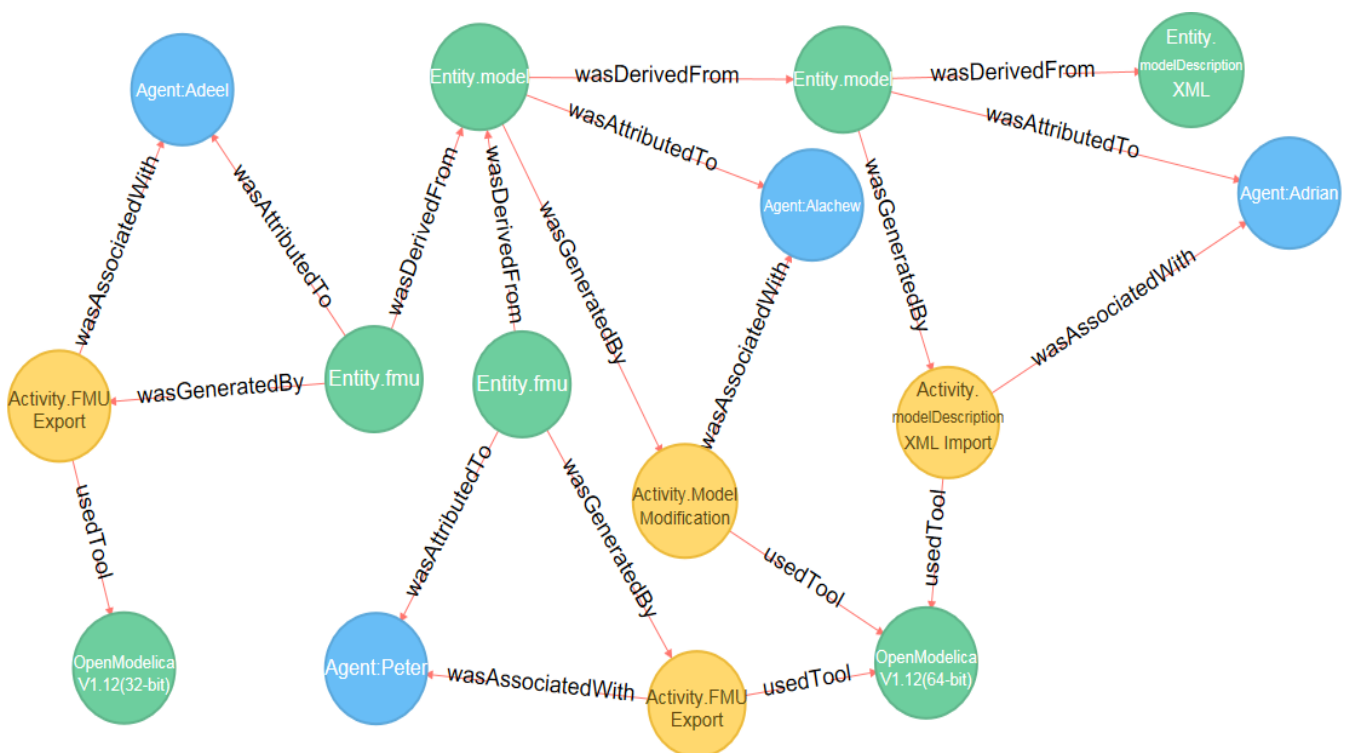 Entity.model
wasDerivedFrom
Entity.model
wasDerivedFrom
Entity.
modelDescription
XML
Agent:Adeel
wasAttributedTo
wasAttributedTo
Agent:Alachew
Agent:Adrian
wasAssociatedWith
wasAttributedTo
wasDerivedFrom
wasDerivedFrom
wasGeneratedBy
wasGeneratedBy
wasAssociatedWith
wasAssociatedWith
Activity.FMU
Export
wasGeneratedBy
Entity.fmu
Entity.fmu
Activity.
modelDescription
XML Import
usedTool
wasAttributedTo
wasGeneratedBy
Activity.Model
Modification
usedTool
usedTool
OpenModelica
V1.12(32-bit)
Agent:Peter
wasAssociatedWith
Activity.FMU
Export
usedTool
OpenModelica
V1.12(64-bit)